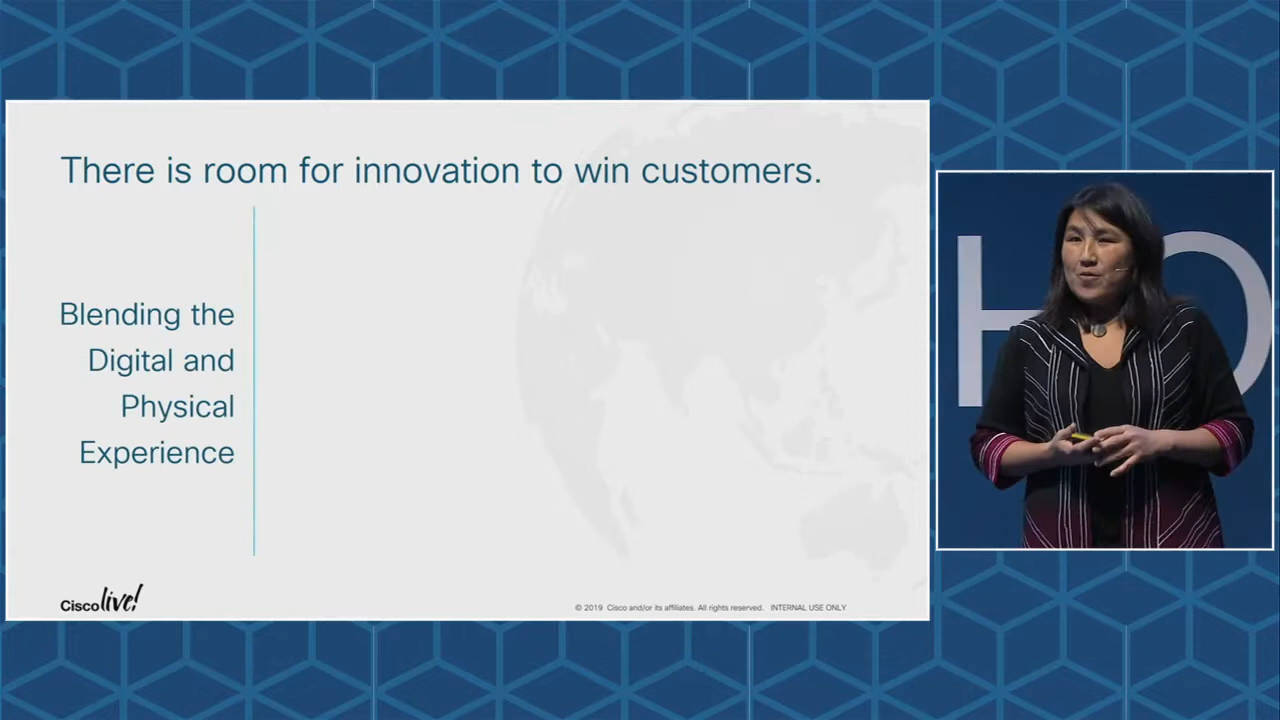 There is room for innovation to win customers.
Blending the
Digital and
Physical
Experience
Cisco live!
© 2019 Cisco and/or its affiliates. All rights reserved. INTERNAL USE ONLY
H O